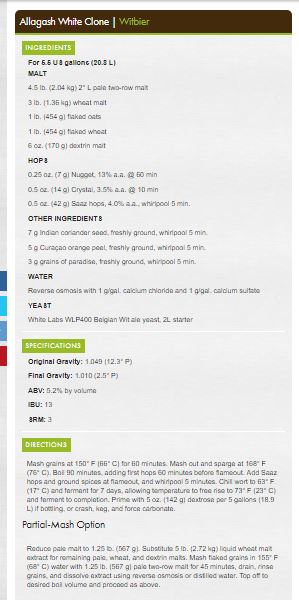 Allagash White Clone | Witbier
INGREDIENTS
For 5.5 US gallons (20.8 L)
MALT
4.5 lb. (2.04 kg) 2° L pale two-row malt
3 lb. (1.36 kg) wheat malt
1 lb. (454 g) flaked oats
1 lb. (454 g) flaked wheat
6 oz. (170 g) dextrin malt
HOPS
0.25 oz. (7 g) Nugget, 13% a.a. @ 60 min
0.5 oz. (14 g) Crystal, 3.5% a.a. @ 10 min
0.5 oz. (42 g) Saaz hops, 4.0% a.a., whirlpool 5 min.
OTHER INGREDIENTS
7 g Indian coriander seed, freshly ground, whirlpool 5 min.
5 g Curaçao orange peel, freshly ground, whirlpool 5 min.
3 g grains of paradise, freshly ground, whirlpool 5 min.
WATER
Reverse osmosis with 1 g/gal. calcium chloride and 1 g/gal. calcium sulfate
YEAST
White Labs WLP400 Belgian Wit ale yeast, 2L starter
SPECIFICATIONS
Original Gravity: 1.049 (12.3° P)
Final Gravity: 1.010 (2.5° P)
ABV: 5.2% by volume
IBU: 13
SRM: 3
DIRECTIONS
Mash grains at 150° F (66° C) for 60 minutes. Mash out and sparge at 168° F
(76° C). Boil 90 minutes, adding first hops 60 minutes before flameout. Add Saaz
hops and ground spices at flameout, and whirlpool 5 minutes. Chill wort to 63° F
(17° C) and ferment for 7 days, allowing temperature to free rise to 73° F (23° C)
and ferment to completion. Prime with 5 oz. (142 g) dextrose per 5 gallons (18.9
L) if bottling, or crash, keg, and force carbonate.
Partial-Mash Option
Reduce pale malt to 1.25 lb. (567 g). Substitute 5 lb. (2.72 kg) liquid wheat malt
extract for remaining pale, wheat, and dextrin malts. Mash flaked grains in 155° F
(68° C) water with 1.25 lb. (567 g) pale two-row malt for 45 minutes, drain, rinse
grains, and dissolve extract using reverse osmosis or distilled water. Top off to
desired boil volume and proceed as above.